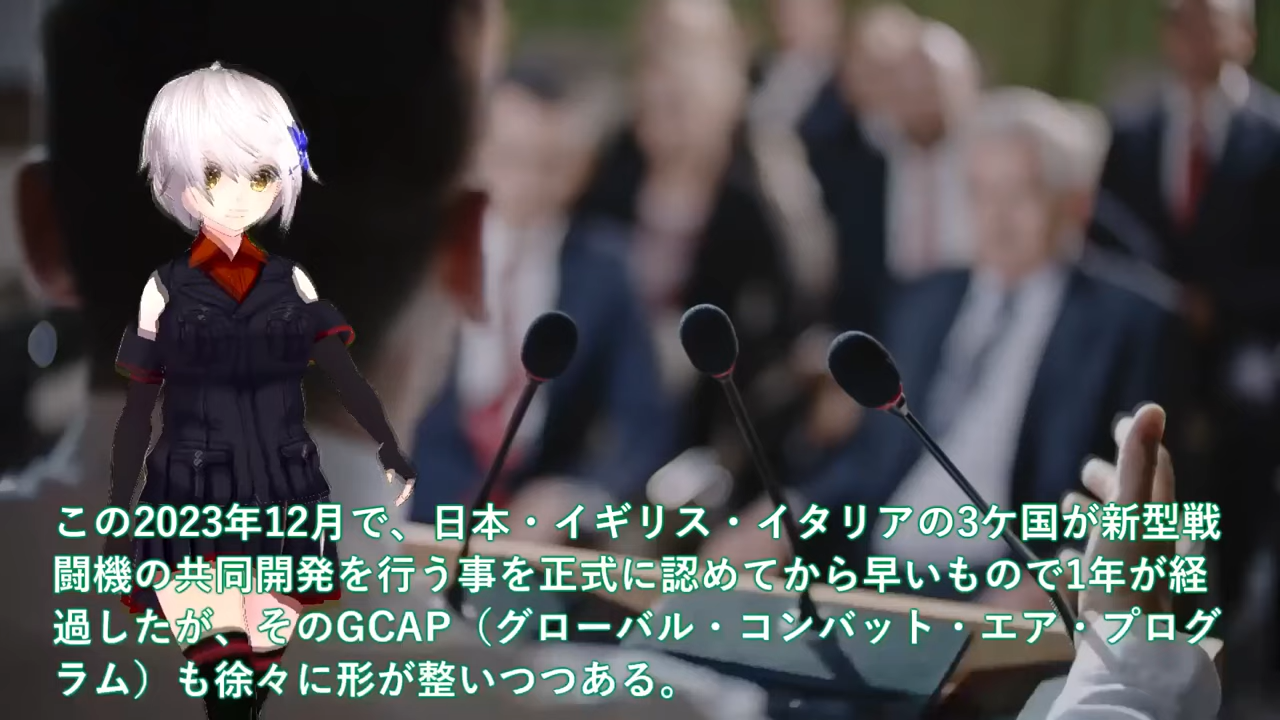 この2023年12月で、日本・イギリス・イタリアの3ケ国が新型戦
闘機の共同開発を行う事を正式に認めてから早いもので1年が経
過したが、そのGCAP（グローバル・コンバット・エア・プログ
ラム）も徐々に形が整いつつある。